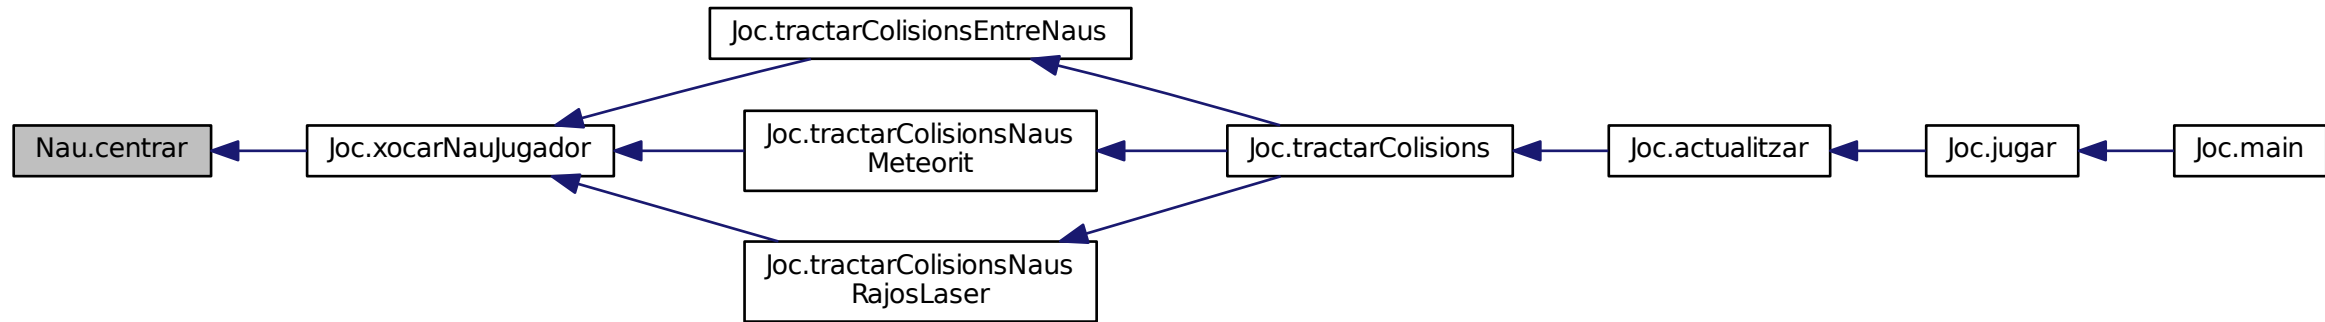 Joc.tractarColisionsEntreNaus
Nau.centrar
Joc.xocarNauJugador
Joc.tractarColisionsNaus
Meteorit
Joc.tractarColisions
Joc.actualitzar
Joc.jugar
Joc.main
Joc.tractarColisionsNaus
RajosLaser